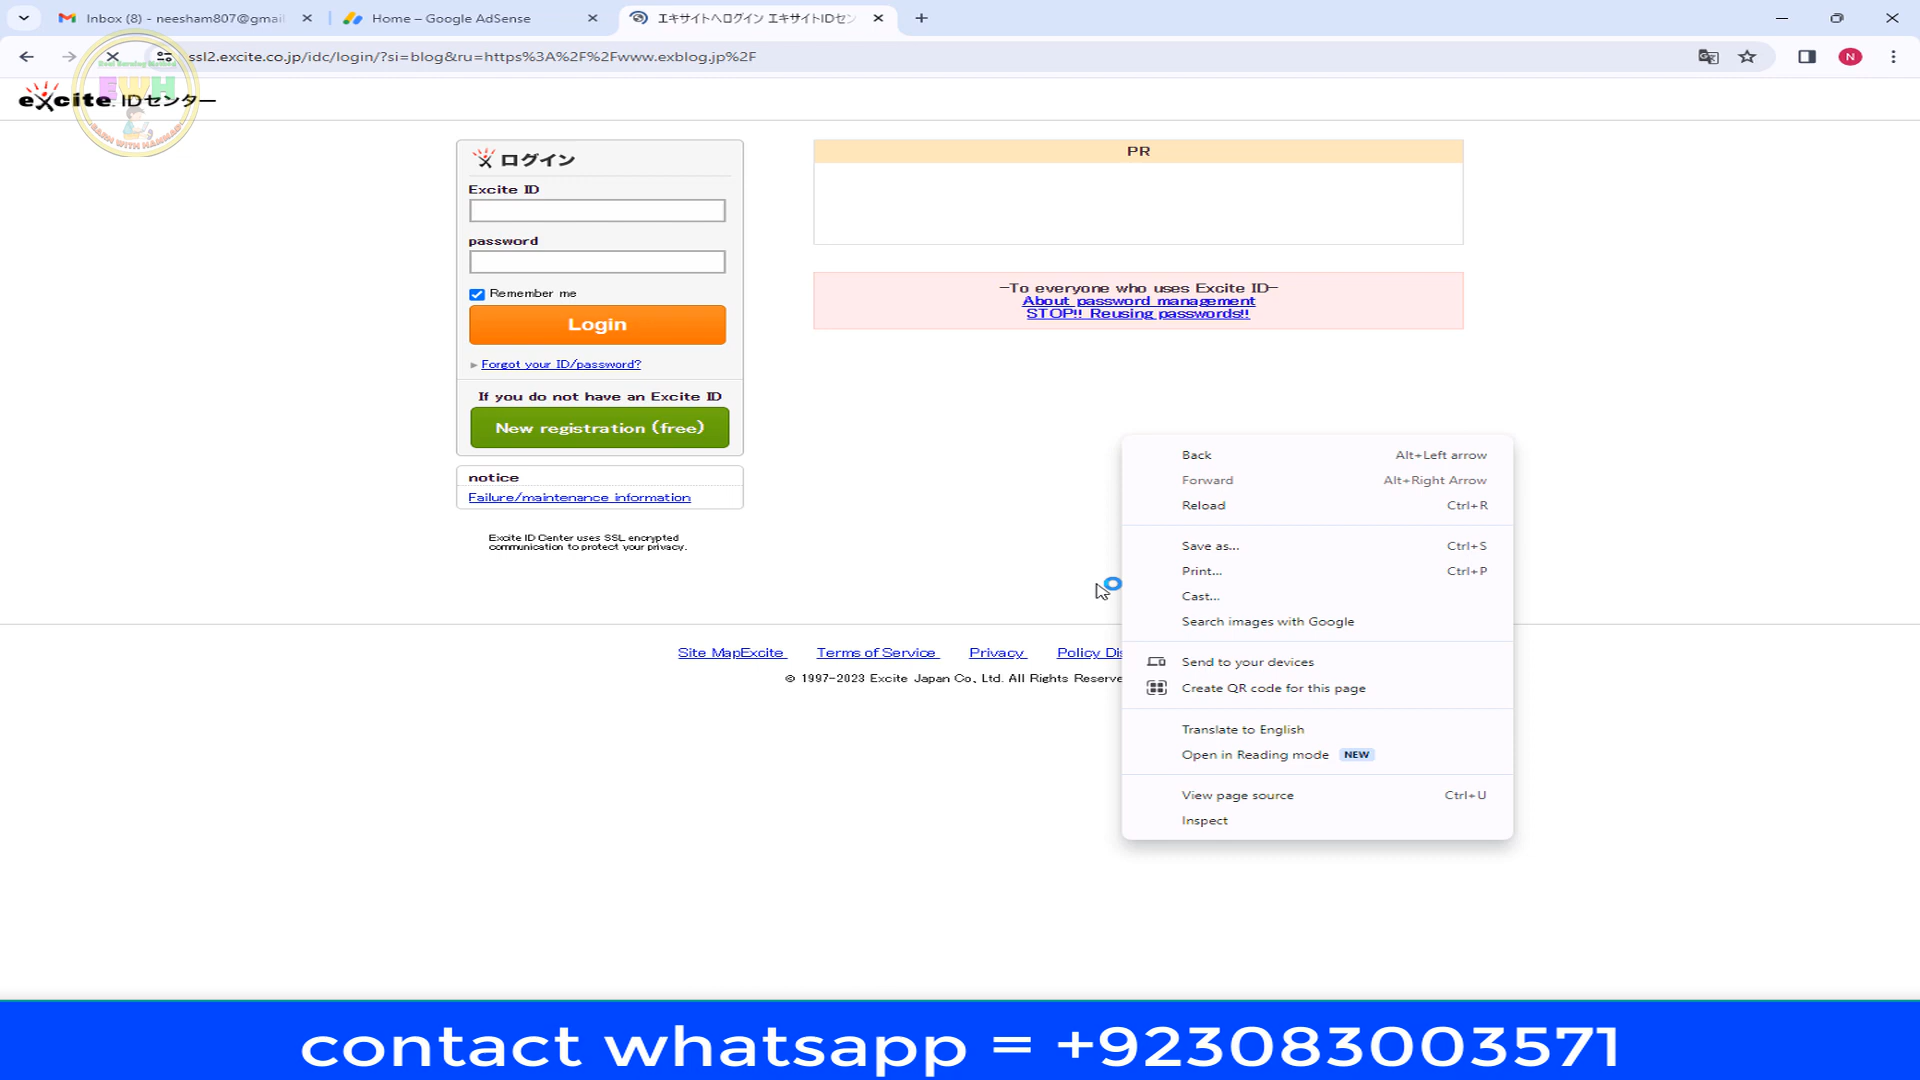 Inbox (8) - neesham807@gmail
Home – Google AdSense
エキサイトへログイン エキサイトIDセン
ssl2.excite.co.jp/idc/login/?si=blog&ru=https%3A%2F%2Fwww.exblog.jp%2F
N
excite. IDセンター
EWH
EARN WITH HAMMAD
ログイン
Excite ID
password
Remember me
Login
Forgot your ID/password?
If you do not have an Excite ID
New registration (free)
notice
Failure/maintenance information
Excite ID Center uses SSL encrypted
communication to protect your privacy.
PR
-To everyone who uses Excite ID-
About password management
STOP!! Reusing passwords!!
Back Alt+Left arrow
Forward Alt+Right Arrow
Reload Ctrl+R
Save as... Ctrl+S
Print... Ctrl+P
Cast...
Search images with Google
Send to your devices
Create QR code for this page
Translate to English
Open in Reading mode NEW
View page source Ctrl+U
Inspect
Site MapExcite Terms of Service Privacy Policy Dis
© 1997-2023 Excite Japan Co., Ltd. All Rights Reserve
contact whatsapp = +923083003571